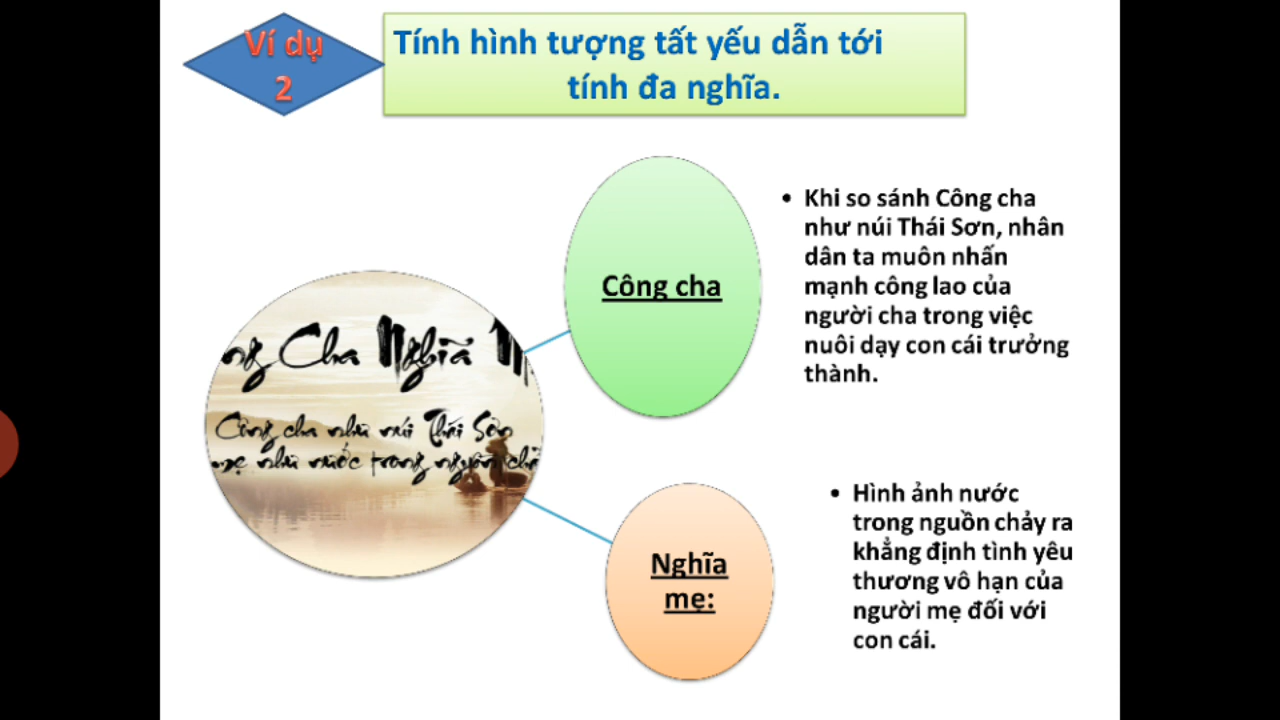 Ví dụ
2
Tính hình tượng tất yếu dẫn tới
tính đa nghĩa.
ng Cha Nghĩa M
Công cha như núi Thái Sơn
mẹ như nước trong nguồn chả
Công cha
• Khi so sánh Công cha
như núi Thái Sơn, nhân
dân ta muôn nhấn
mạnh công lao của
người cha trong việc
nuôi dạy con cái trưởng
thành.
Nghĩa
mẹ:
• Hình ảnh nước
trong nguồn chảy ra
khẳng định tình yêu
thương vô hạn của
người mẹ đối với
con cái.